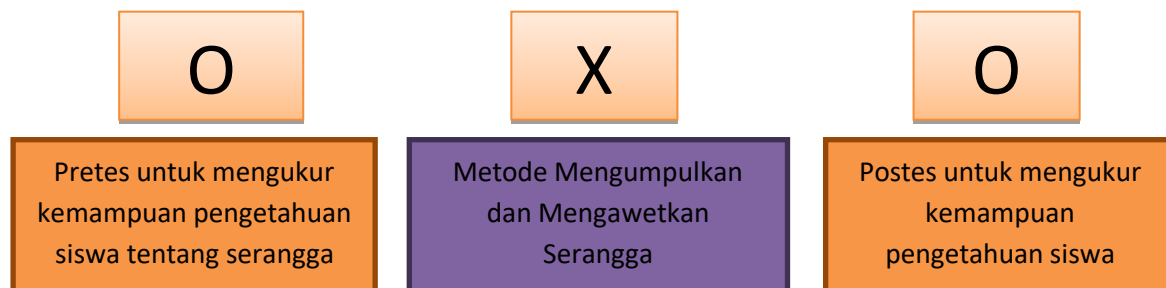 O
X
O
Pretes untuk mengukur
kemampuan pengetahuan
siswa tentang serangga
Metode Mengumpulkan
dan Mengawetkan
Serangga
Postes untuk mengukur
kemampuan
pengetahuan siswa